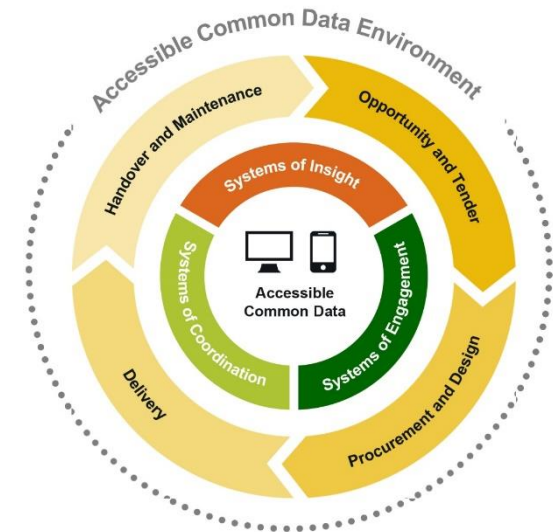 Accessible Common Data Environment
Opportunity and Tender
Procurement and Design
Delivery
Handover and Maintenance
Systems of Insight
Systems of Engagement
Systems of Coordination
Accessible
Common Data